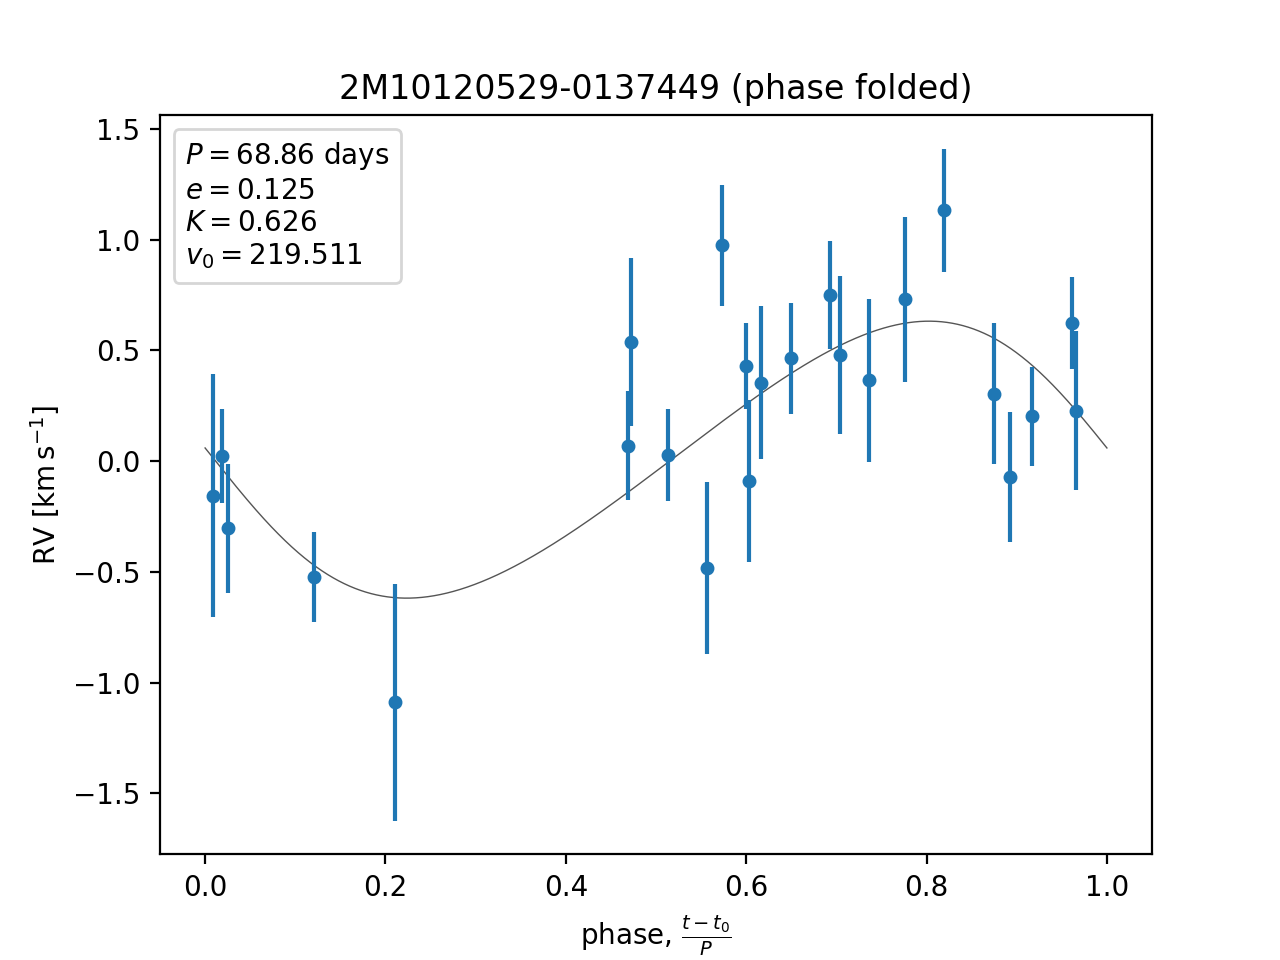 2M10120529-0137449 (phase folded)
P = 68.86 days
e = 0.125
K = 0.626
v₀ = 219.511
1.5
1.0
0.5
0.0
−0.5
−1.0
−1.5
RV [km s⁻¹]
0.0 0.2 0.4 0.6 0.8 1.0
phase, (t − t₀)/P